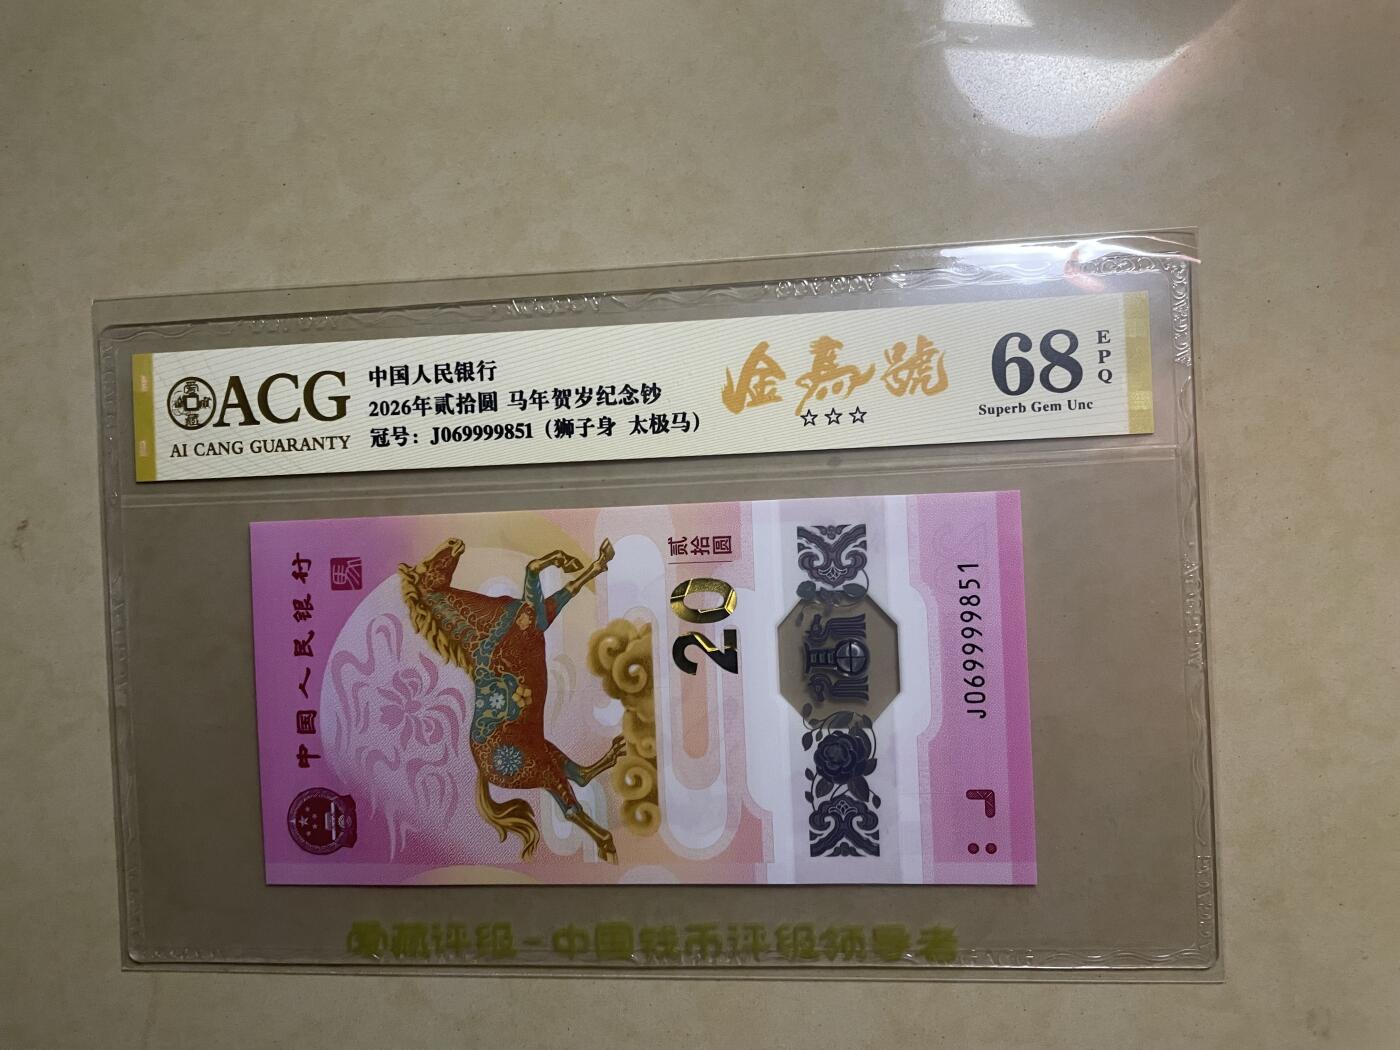 ACG
AI CANG GUARANTY
中国人民银行
2026年贰拾圆 马年贺岁纪念钞
冠号：J069999851（狮子身 太极马）
金馬號
☆☆☆
68
EPQ
Superb Gem Unc
中国人民银行
馬
贰拾圆
20
J069999851
爱藏评级-中国钱币评级领导者